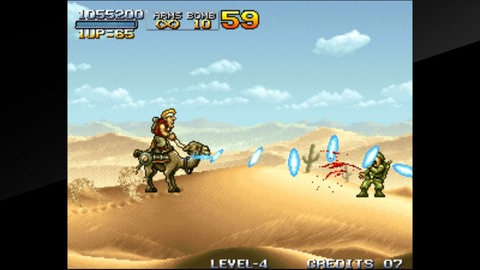 1055200
ARMS BOMB
59
1UP=65
∞ 10
LEVEL-4
CREDITS 07